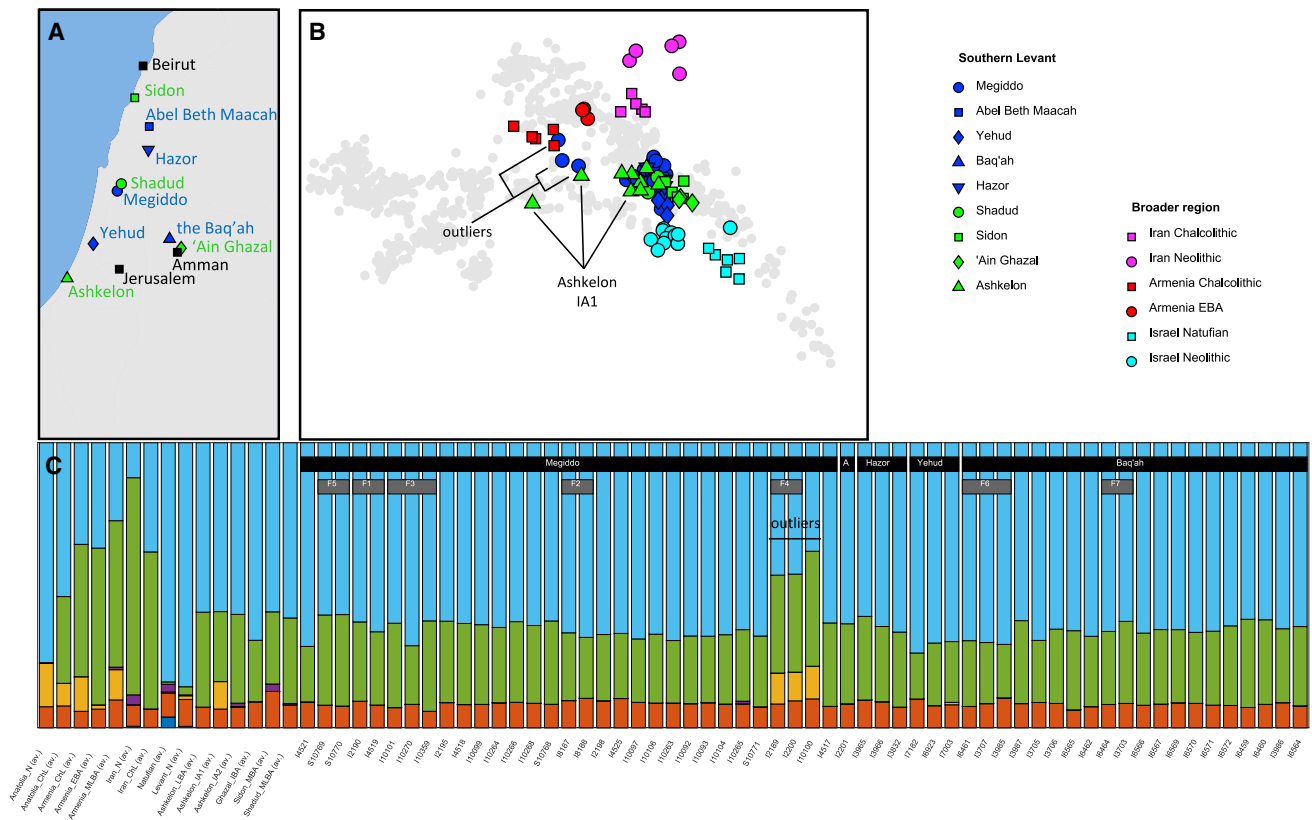 A
Beirut
Sidon
Abel Beth Maacah
Hazor
Shadud
Megiddo
Yehud
the Baq'ah
'Ain Ghazal
Amman
Jerusalem
Ashkelon
B
outliers
Ashkelon
IA1
Southern Levant
Megiddo
Abel Beth Maacah
Yehud
Baq'ah
Hazor
Shadud
Sidon
'Ain Ghazal
Ashkelon
Broader region
Iran Chalcolithic
Iran Neolithic
Armenia Chalcolithic
Armenia EBA
Israel Natufian
Israel Neolithic
C
Megiddo
A
Hazor
Yehud
Baq'ah
F5
F1
F3
F2
F4
F6
F7
outliers
Anatolia_N (av.)
Anatolia_ChL (av.)
Armenia_ChL (av.)
Armenia_EBA (av.)
Armenia_MLBA (av.)
Iran_N (av.)
Iran_ChL (av.)
Natufian (av.)
Levant_N (av.)
Ashkelon_LBA (av.)
Ashkelon_IA1 (av.)
Ashkelon_IA2 (av.)
Ghazal_IBA (av.)
Sidon_MBA (av.)
Shadud_MLBA (av.)
I4521
S10769
S10770
I2190
I4519
I10101
I10270
I10359
I2195
I4518
I10099
I10264
I10266
I10268
S10768
I8187
I8188
I2198
I4525
I10097
I10106
I10263
I10092
I10093
I10104
I10265
S10771
I2189
I2200
I10100
I4517
I2201
I3965
I3966
I3832
I7182
I6923
I7003
I6461
I3707
I3985
I3987
I3705
I3706
I6565
I6462
I6464
I3703
I6566
I6567
I6569
I6570
I6571
I6572
I6459
I6460
I3986
I6564